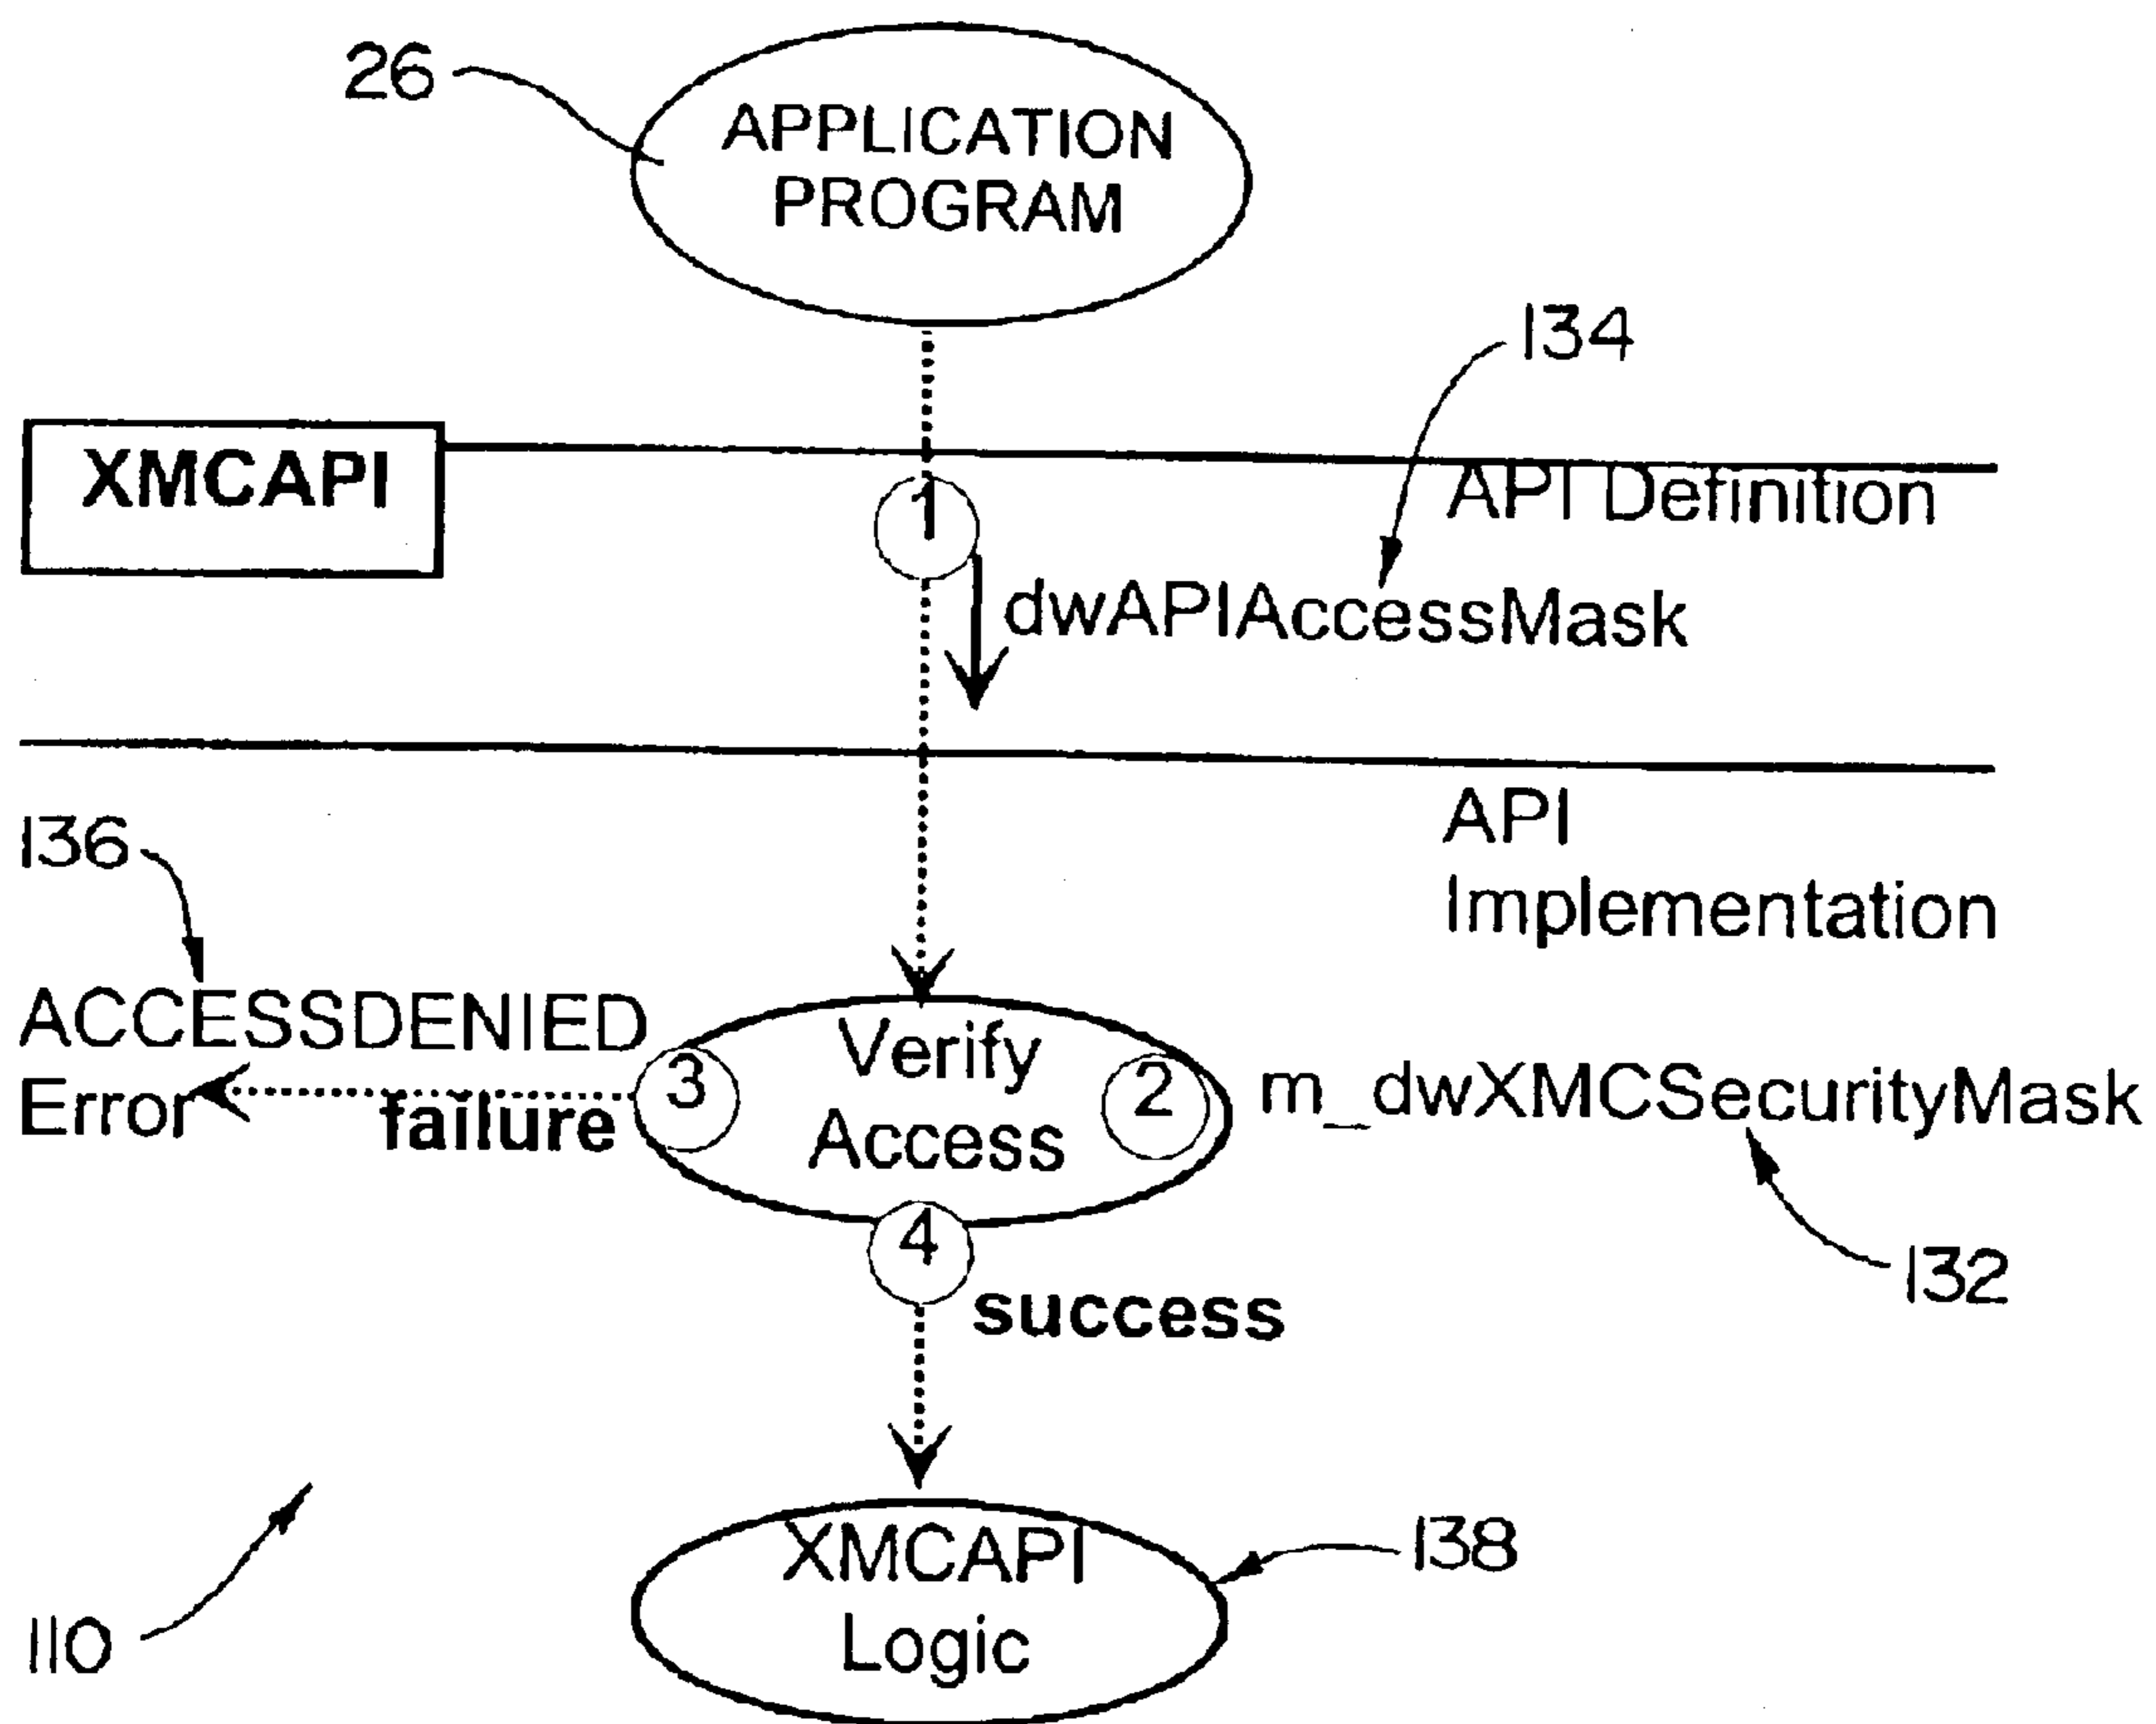 26
APPLICATION
PROGRAM
134
XMCAPI
API Definition
1
dwAPIAccessMask
API
Implementation
136
ACCESSDENIED
Error
failure
3
Verify
Access
2
m_dwXMCSecurityMask
132
4
success
XMCAPI
Logic
138
110